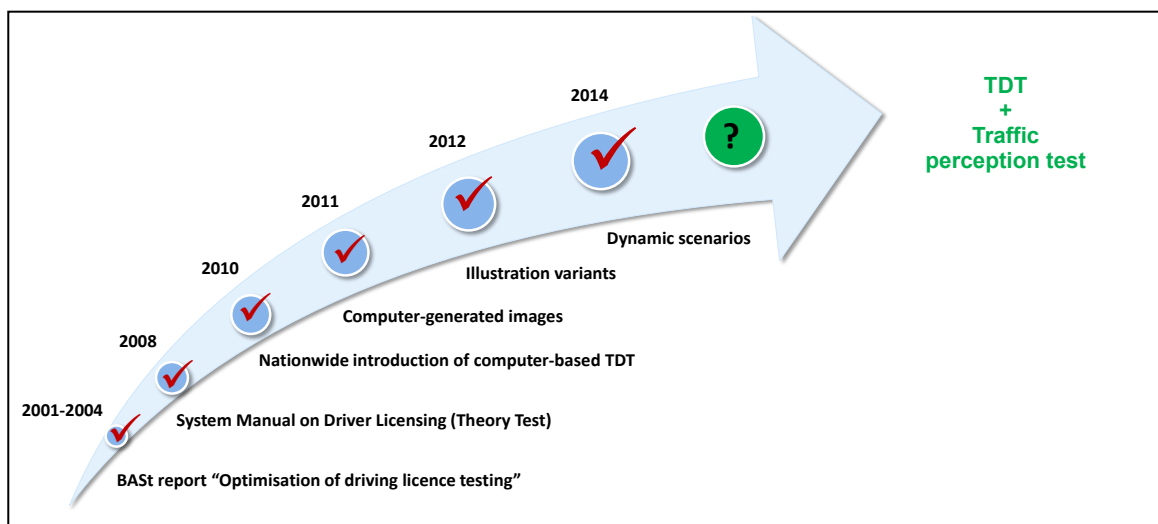 TDT
+
Traffic
perception test
2014
?
2012
2011
Dynamic scenarios
2010
Illustration variants
Computer-generated images
2008
Nationwide introduction of computer-based TDT
2001-2004
System Manual on Driver Licensing (Theory Test)
BASt report “Optimisation of driving licence testing”